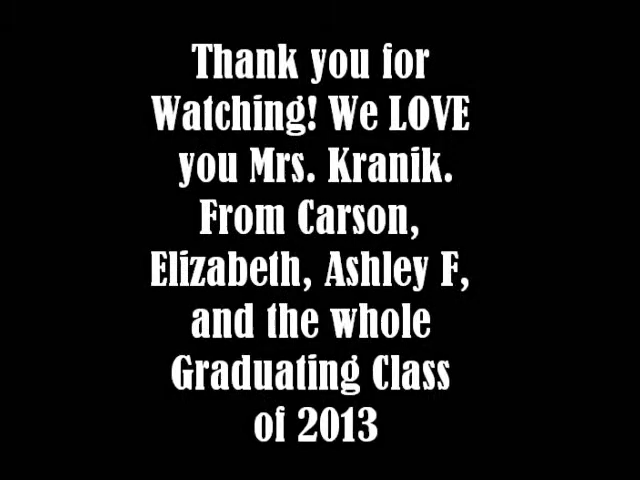 Thank you for
Watching! We LOVE
you Mrs. Kranik.
From Carson,
Elizabeth, Ashley F,
and the whole
Graduating Class
of 2013